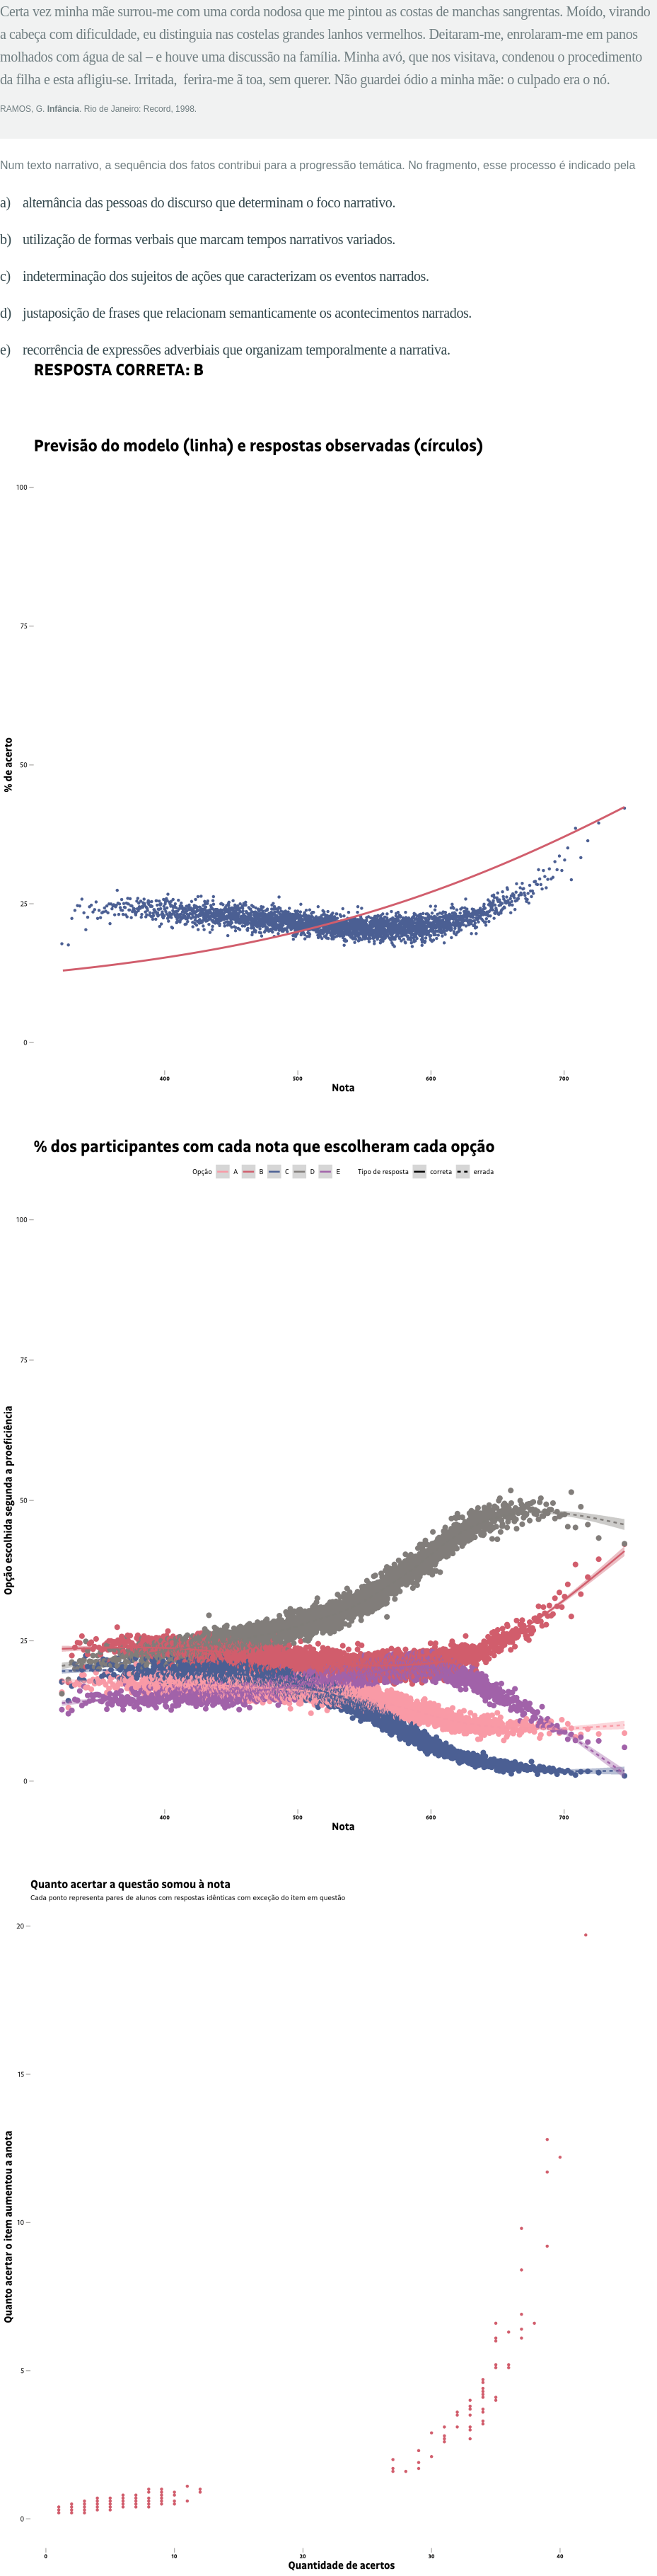 Certa vez minha mãe surrou-me com uma corda nodosa que me pintou as costas de manchas sangrentas. Moído, virando
a cabeça com dificuldade, eu distinguia nas costelas grandes lanhos vermelhos. Deitaram-me, enrolaram-me em panos
molhados com água de sal – e houve uma discussão na família. Minha avó, que nos visitava, condenou o procedimento
da filha e esta afligiu-se. Irritada, ferira-me ã toa, sem querer. Não guardei ódio a minha mãe: o culpado era o nó.
RAMOS, G. Infância. Rio de Janeiro: Record, 1998.
Num texto narrativo, a sequência dos fatos contribui para a progressão temática. No fragmento, esse processo é indicado pela
a) alternância das pessoas do discurso que determinam o foco narrativo.
b) utilização de formas verbais que marcam tempos narrativos variados.
c) indeterminação dos sujeitos de ações que caracterizam os eventos narrados.
d) justaposição de frases que relacionam semanticamente os acontecimentos narrados.
e) recorrência de expressões adverbiais que organizam temporalmente a narrativa.
RESPOSTA CORRETA: B
Previsão do modelo (linha) e respostas observadas (círculos)
100
75
% de acerto
50
25
0
400 500 600 700
Nota
% dos participantes com cada nota que escolheram cada opção
Opção A B C D E Tipo de resposta correta errada
100
75
Opção escolhida segunda a proeficiência
50
25
0
400 500 600 700
Nota
Quanto acertar a questão somou à nota
Cada ponto representa pares de alunos com respostas idênticas com exceção do item em questão
20
15
Quanto acertar o item aumentou a anota
10
5
0
0 10 20 30 40
Quantidade de acertos